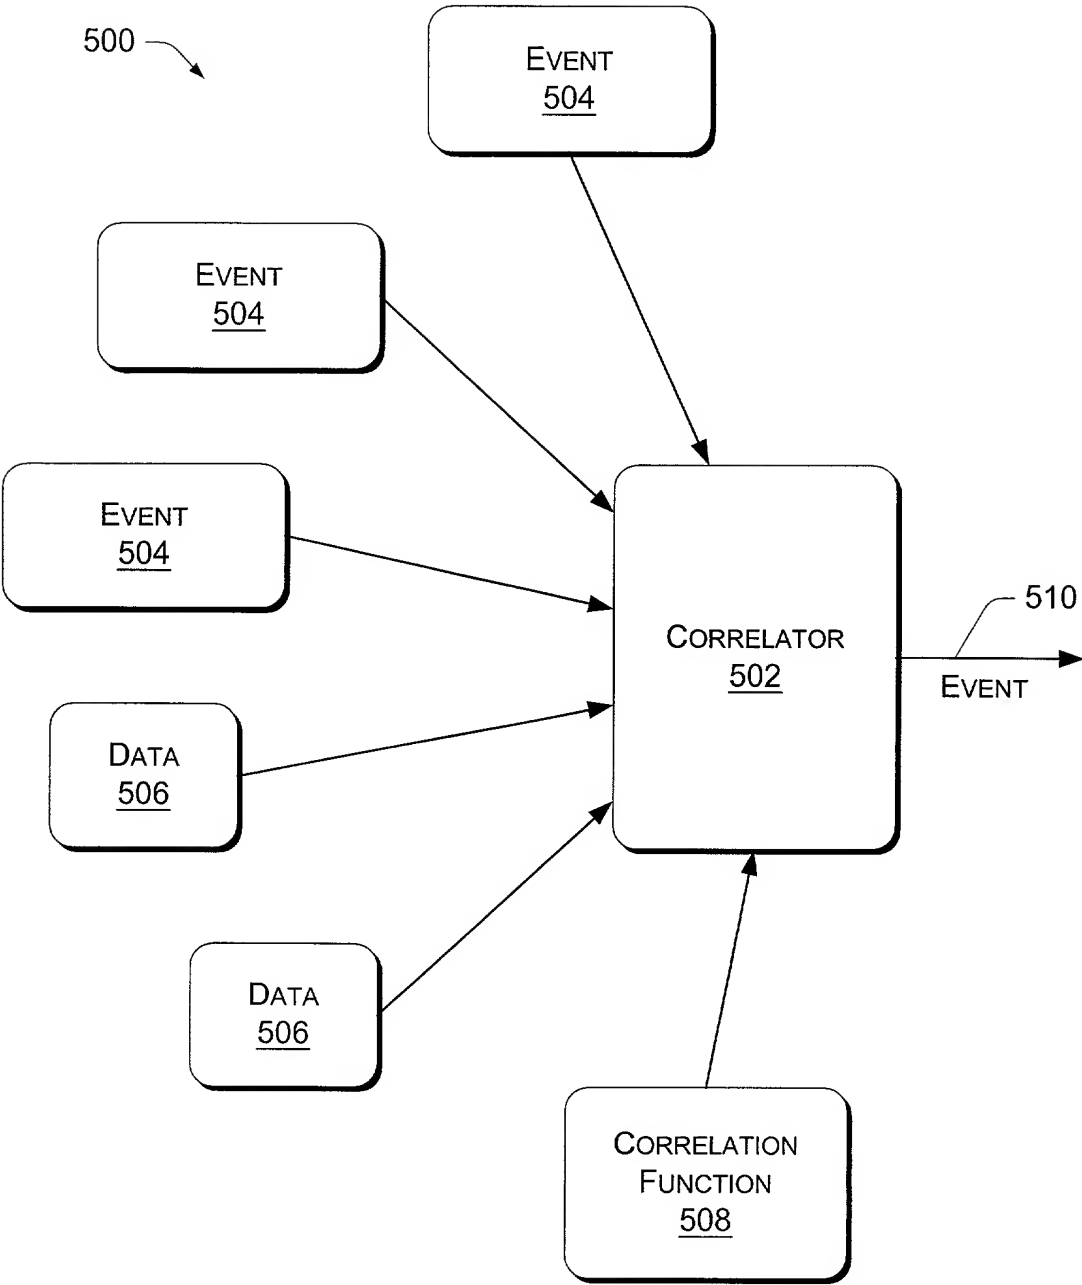 500
EVENT
504
EVENT
504
EVENT
504
CORRELATOR
502
510
EVENT
DATA
506
DATA
506
CORRELATION
FUNCTION
508